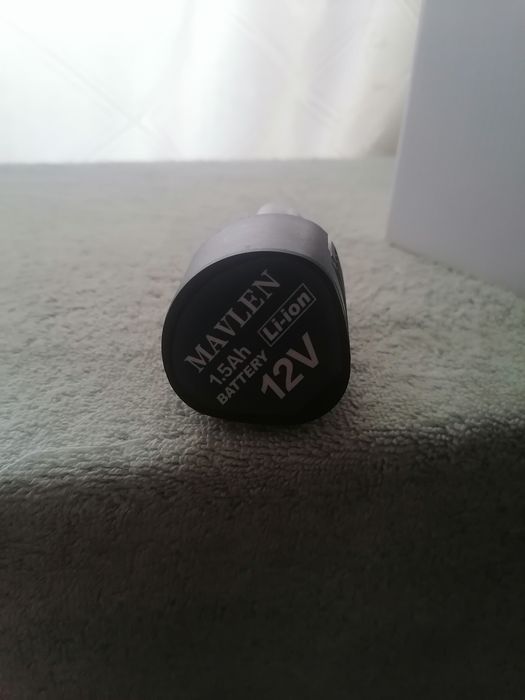 MAVLEN
Li-ion
1.5Ah
BATTERY
12V